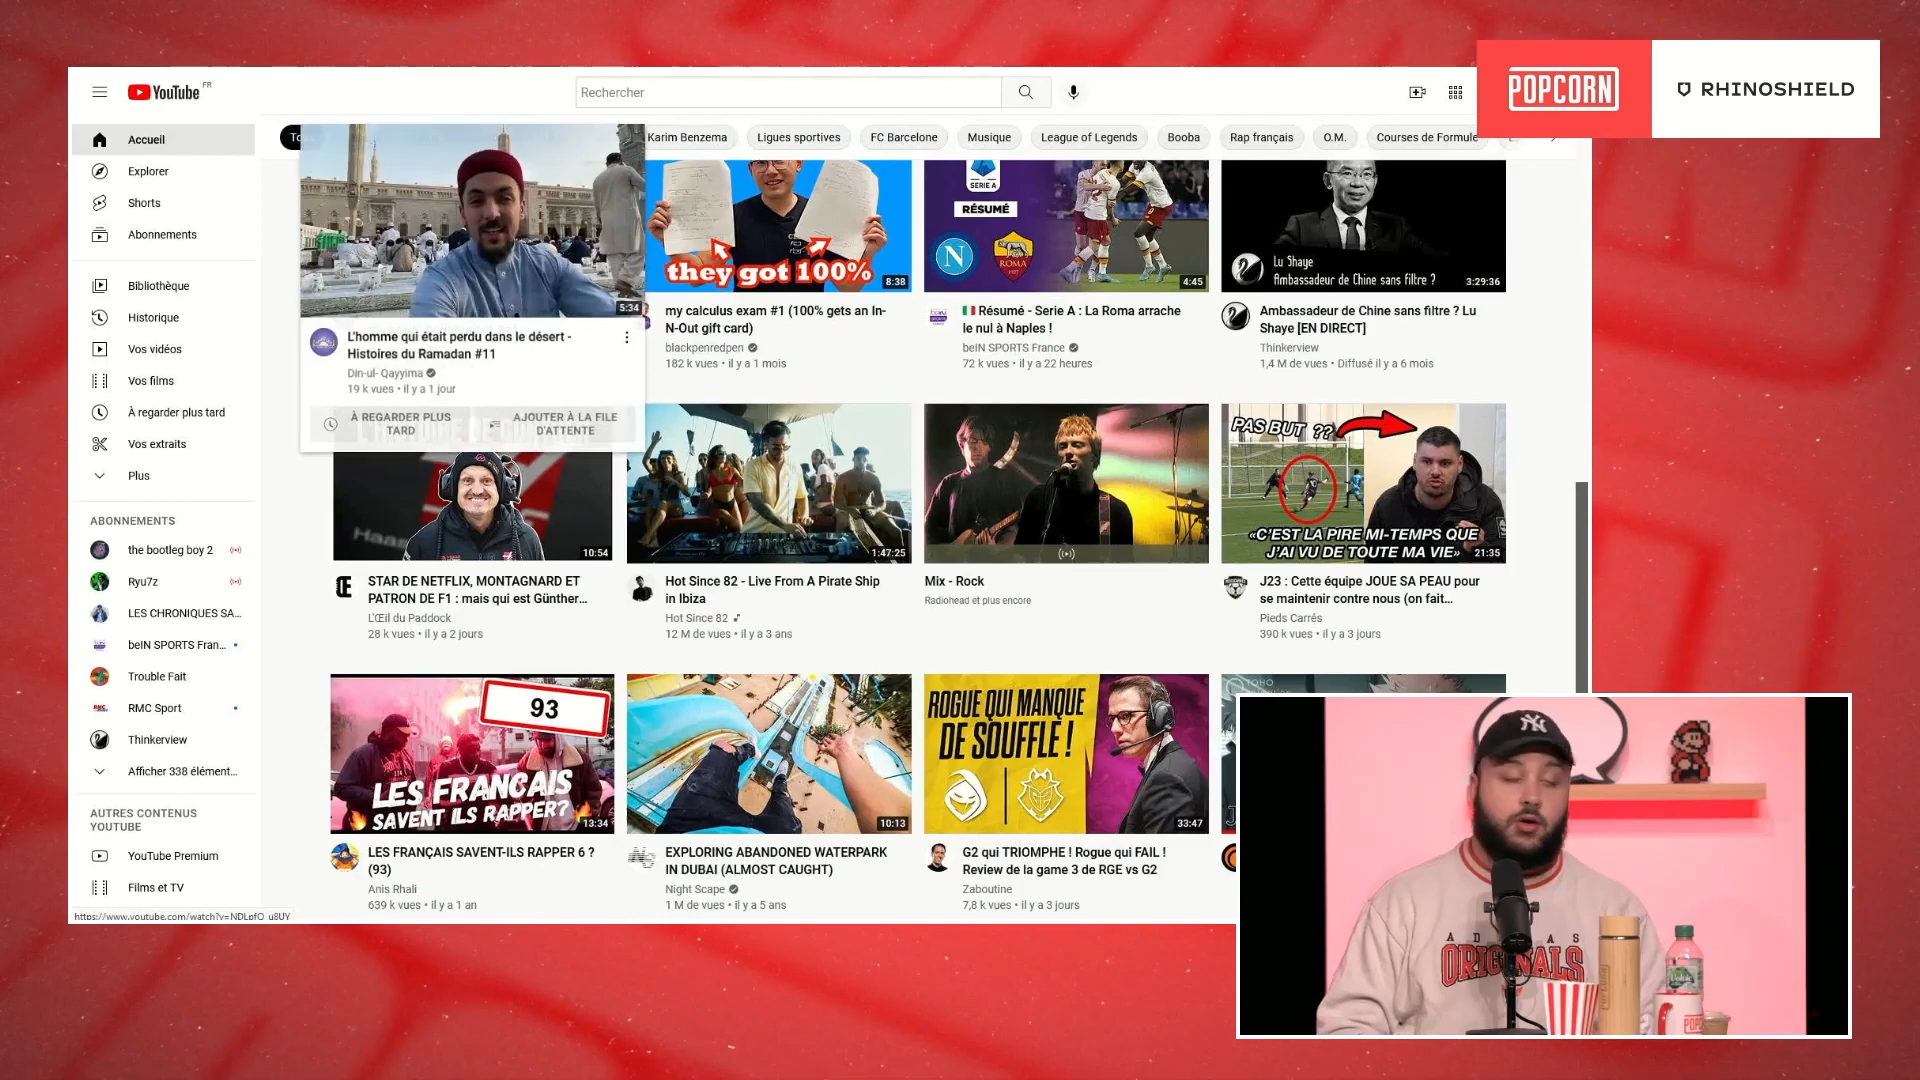 POPCORN
RHINOSHIELD
YouTube FR
Rechercher
Karim Benzema
Ligues sportives
FC Barcelone
Musique
League of Legends
Booba
Rap français
O.M.
Courses de Formule
Accueil
Explorer
Shorts
Abonnements
Bibliothèque
Historique
Vos vidéos
Vos films
À regarder plus tard
Vos extraits
Plus
ABONNEMENTS
the bootleg boy 2
Ryu7z
LES CHRONIQUES SA...
beIN SPORTS Fran...
Trouble Fait
RMC Sport
Thinkerview
Afficher 338 élément...
AUTRES CONTENUS
YOUTUBE
YouTube Premium
Films et TV
https://www.youtube.com/watch?v=NDLpfO_u8UY
5:34
L'homme qui était perdu dans le désert -
Histoires du Ramadan #11
Din-ul- Qayyima
19 k vues • il y a 1 jour
À REGARDER PLUS
TARD
AJOUTER À LA FILE
D'ATTENTE
they got 100%
8:38
my calculus exam #1 (100% gets an In-
N-Out gift card)
blackpenredpen
182 k vues • il y a 1 mois
SERIE A
RÉSUMÉ
N
ROMA
1927
4:45
Résumé - Serie A : La Roma arrache
le nul à Naples !
beIN SPORTS France
72 k vues • il y a 22 heures
Lu Shaye
Ambassadeur de Chine sans filtre ?
3:29:36
Ambassadeur de Chine sans filtre ? Lu
Shaye [EN DIRECT]
Thinkerview
1,4 M de vues • Diffusé il y a 6 mois
Haas
10:54
STAR DE NETFLIX, MONTAGNARD ET
PATRON DE F1 : mais qui est Günther...
L'Œil du Paddock
28 k vues • il y a 2 jours
1:47:25
Hot Since 82 - Live From A Pirate Ship
in Ibiza
Hot Since 82
12 M de vues • il y a 3 ans
Mix - Rock
Radiohead et plus encore
PAS BUT ??
«C'EST LA PIRE MI-TEMPS QUE
J'AI VU DE TOUTE MA VIE»
21:35
J23 : Cette équipe JOUE SA PEAU pour
se maintenir contre nous (on fait...
Pieds Carrés
390 k vues • il y a 3 jours
93
LES FRANÇAIS
SAVENT ILS RAPPER?
13:34
LES FRANÇAIS SAVENT-ILS RAPPER 6 ?
(93)
Anis Rhali
639 k vues • il y a 1 an
10:13
EXPLORING ABANDONED WATERPARK
IN DUBAI (ALMOST CAUGHT)
Night Scape
1 M de vues • il y a 5 ans
ROGUE QUI MANQUE
DE SOUFFLE !
33:47
G2 qui TRIOMPHE ! Rogue qui FAIL !
Review de la game 3 de RGE vs G2
Zaboutine
7,8 k vues • il y a 3 jours
TOHO
NY
ORIGINALS